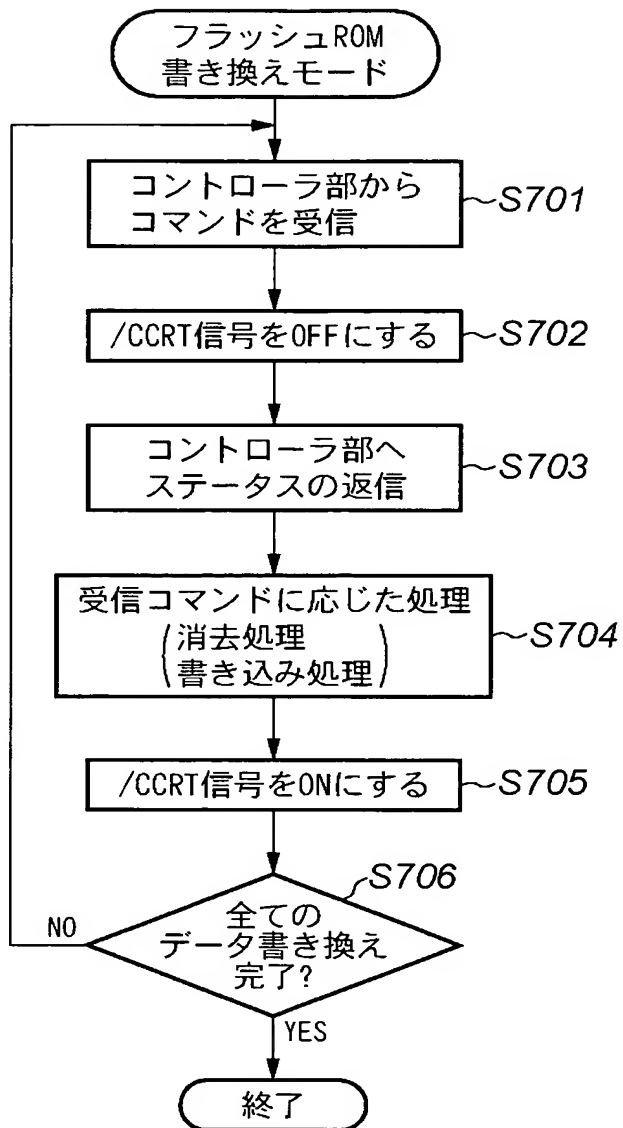 フラッシュROM
書き換えモード
コントローラ部から
コマンドを受信
S701
/CCRT信号をOFFにする
S702
コントローラ部へ
ステータスの返信
S703
受信コマンドに応じた処理
(消去処理
書き込み処理)
S704
/CCRT信号をONにする
S705
S706
全ての
データ書き換え
完了?
NO
YES
終了